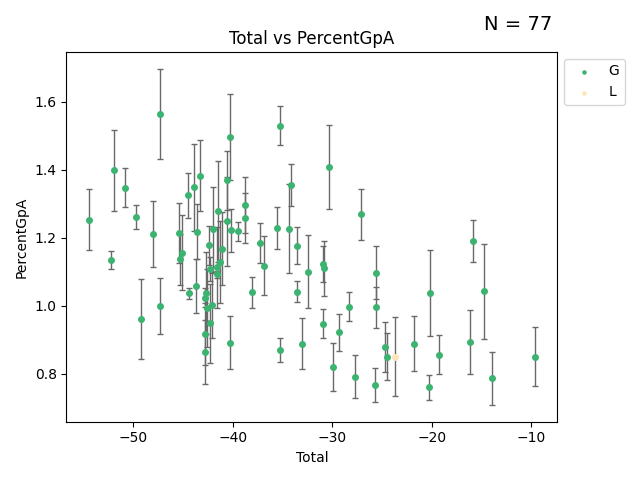 N = 77
Total vs PercentGpA
G
L
PercentGpA
1.6
1.4
1.2
1.0
0.8
−50
−40
−30
−20
−10
Total